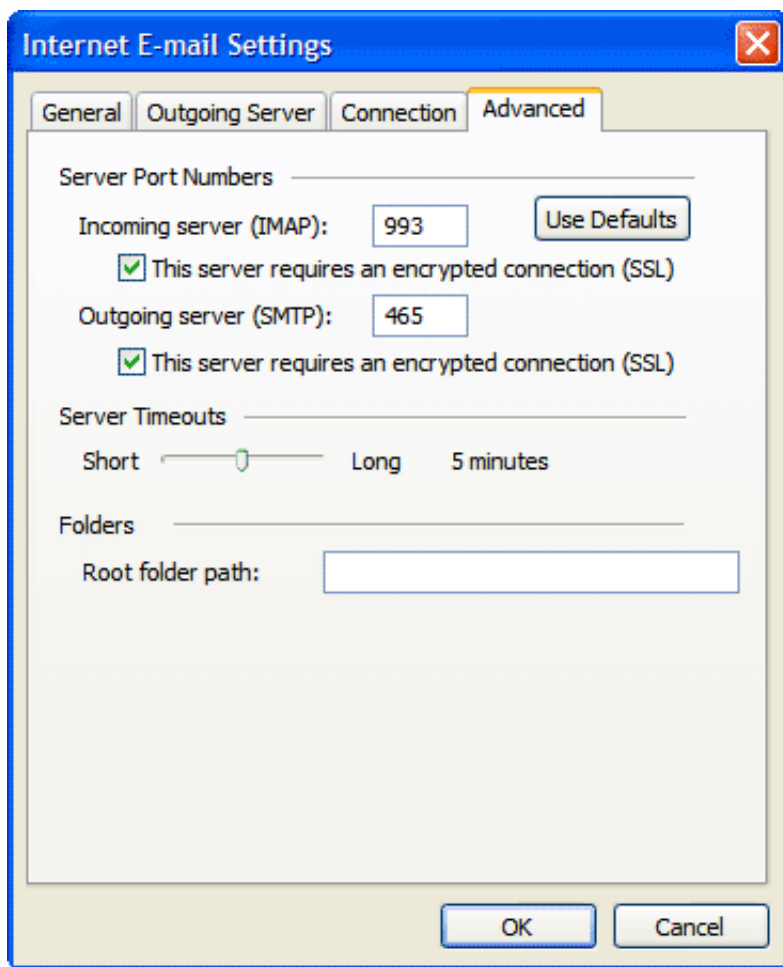 Internet E-mail Settings
General Outgoing Server Connection Advanced
Server Port Numbers
Incoming server (IMAP): 993 Use Defaults
This server requires an encrypted connection (SSL)
Outgoing server (SMTP): 465
This server requires an encrypted connection (SSL)
Server Timeouts
Short Long 5 minutes
Folders
Root folder path:
OK Cancel